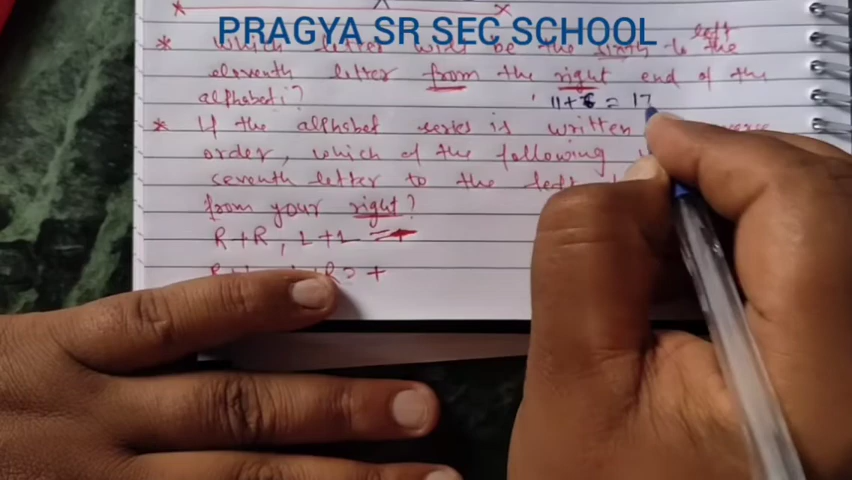 PRAGYA SR SEC SCHOOL
* Which letter will be the sixth to the left
eleventh letter from the right end of the
alphabet?
11+6 = 17
* If the alphabet series is written
order, which of the following
seventh letter to the left
from your right?
R+R, L+L =